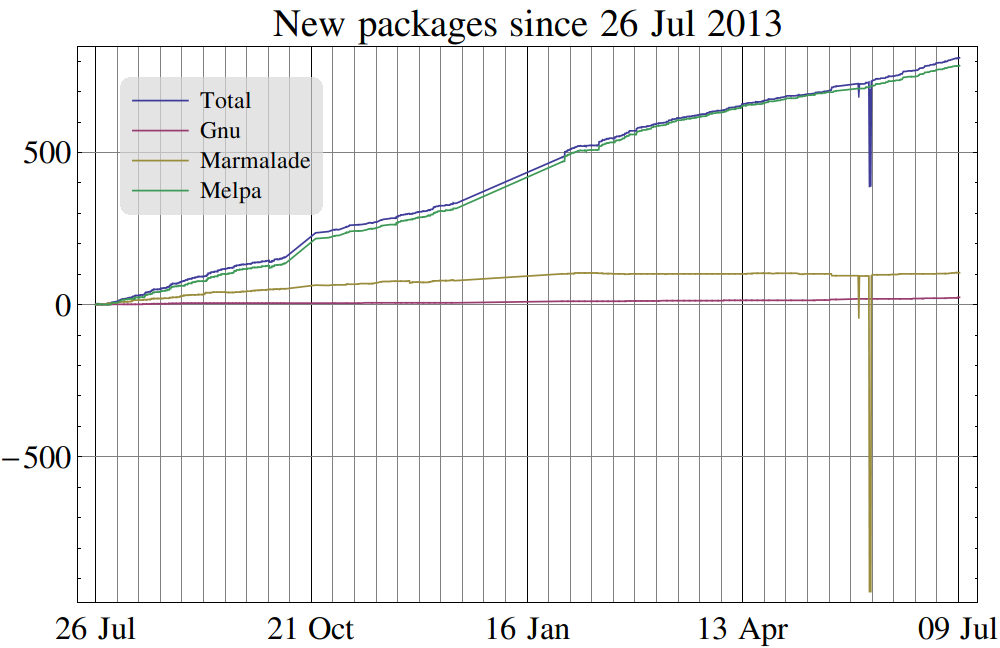 New packages since 26 Jul 2013
Total
Gnu
Marmalade
Melpa
500
0
−500
26 Jul 21 Oct 16 Jan 13 Apr 09 Jul